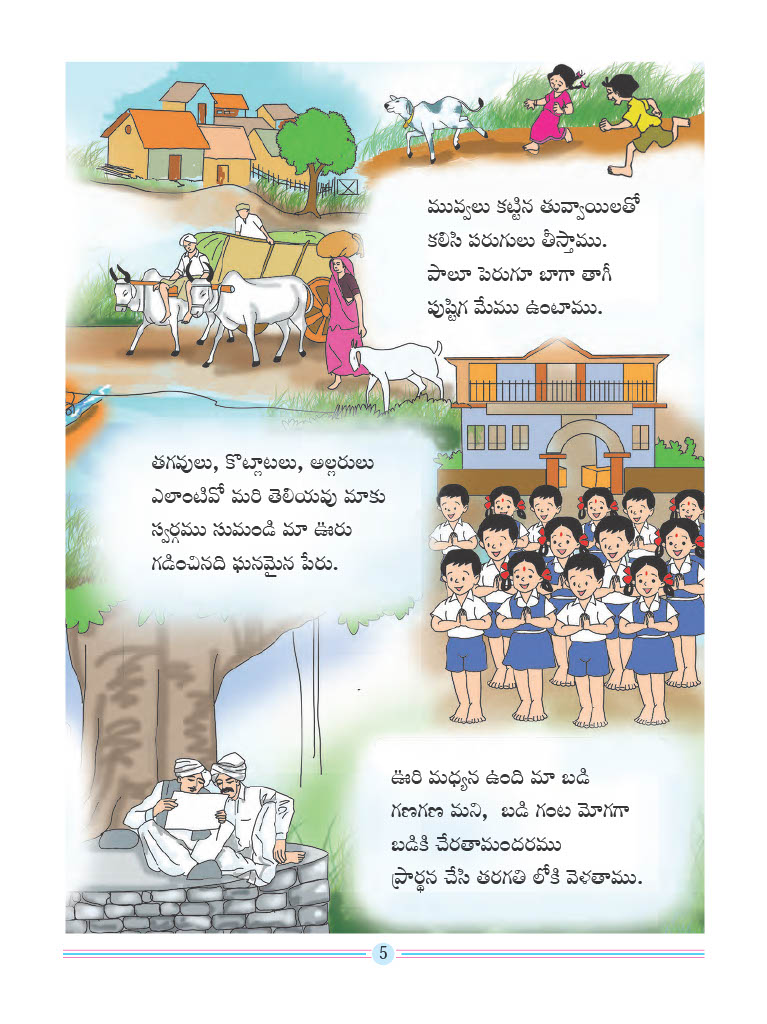 మువ్వలు కట్టిన తువ్వాయిలతో
కలిసి పరుగులు తీస్తాము.
పాలూ పెరుగూ బాగా తాగీ
పుష్టిగ మేము ఉంటాము.
తగవులు, కొట్లాటలు, అల్లరులు
ఎలాంటివో మరి తెలియవు మాకు
స్వర్గము సుమండి మా ఊరు
గడించినది ఘనమైన పేరు.
ఊరి మధ్యన ఉంది మా బడి
గణగణ మని, బడి గంట మోగగా
బడికి చేరతామందరము
ప్రార్థన చేసి తరగతి లోకి వెళతాము.
5